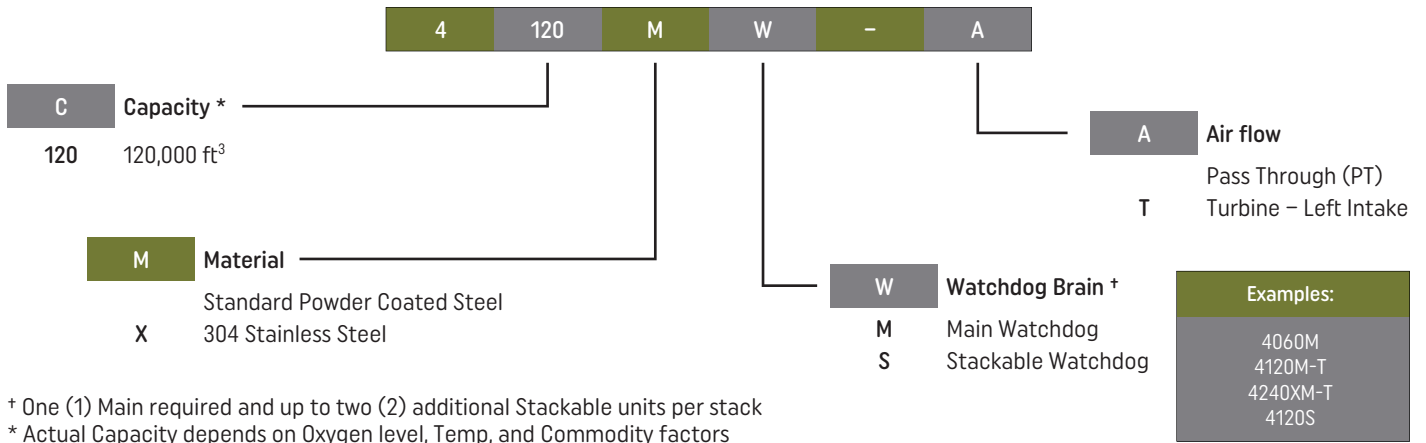 4 120 M W – A
C Capacity *
120 120,000 ft³
A Air flow
Pass Through (PT)
T Turbine – Left Intake
M Material
Standard Powder Coated Steel
X 304 Stainless Steel
W Watchdog Brain †
M Main Watchdog
S Stackable Watchdog
Examples:
4060M
4120M-T
4240XM-T
4120S
† One (1) Main required and up to two (2) additional Stackable units per stack
* Actual Capacity depends on Oxygen level, Temp, and Commodity factors